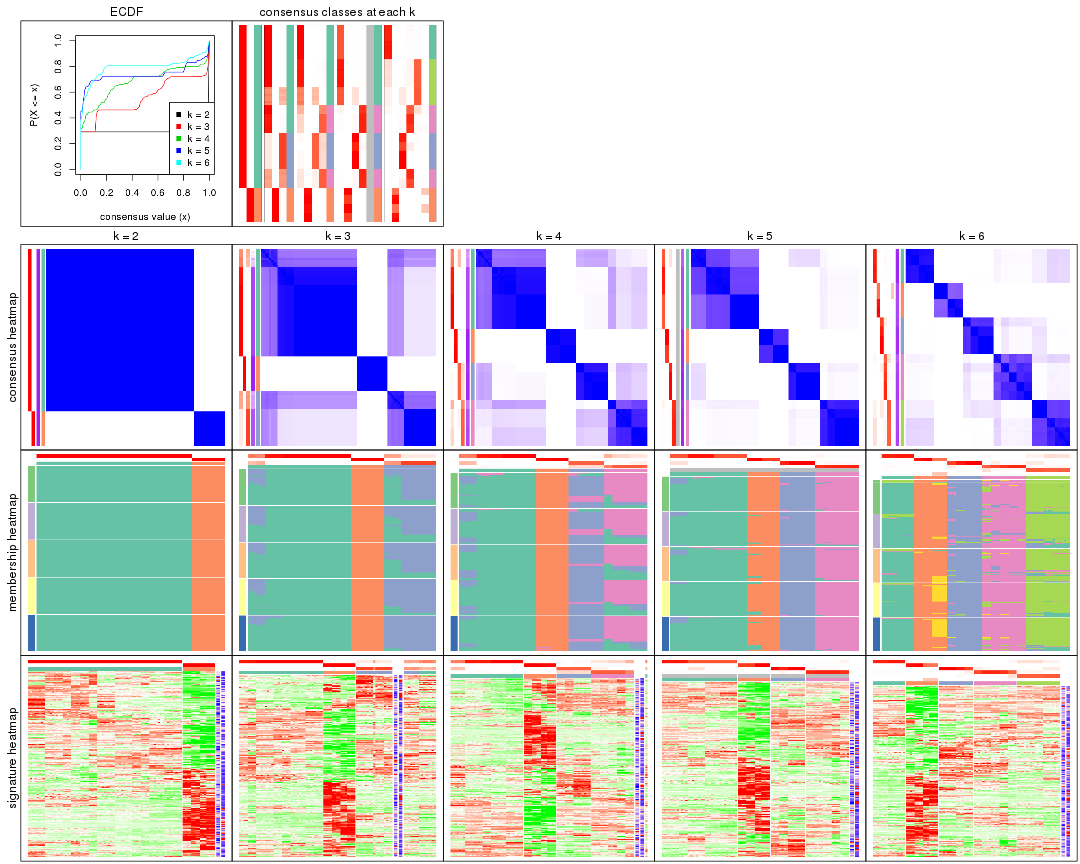 ECDF
consensus classes at each k
P(X <= x)
0.0 0.2 0.4 0.6 0.8 1.0
k = 2
k = 3
k = 4
k = 5
k = 6
0.0 0.2 0.4 0.6 0.8 1.0
consensus value (x)
k = 2
k = 3
k = 4
k = 5
k = 6
consensus heatmap
membership heatmap
signature heatmap